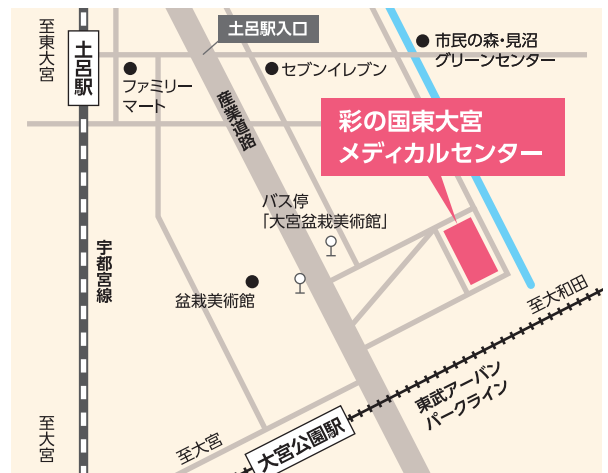 至東大宮
土呂駅
土呂駅入口
市民の森・見沼
グリーンセンター
ファミリー
マート
セブンイレブン
産業道路
彩の国東大宮
メディカルセンター
バス停
「大宮盆栽美術館」
宇都宮線
盆栽美術館
至大和田
東武アーバン
パークライン
至大宮
至大宮
大宮公園駅